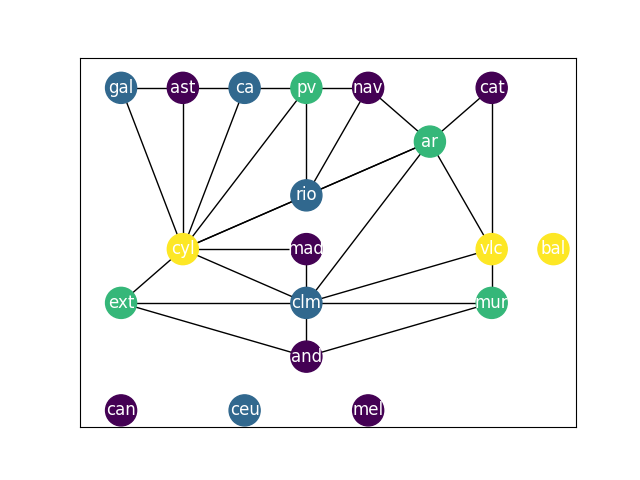 gal ast ca pv nav cat
ar
rio
cyl mad vlc bal
ext clm mur
and
can ceu mel